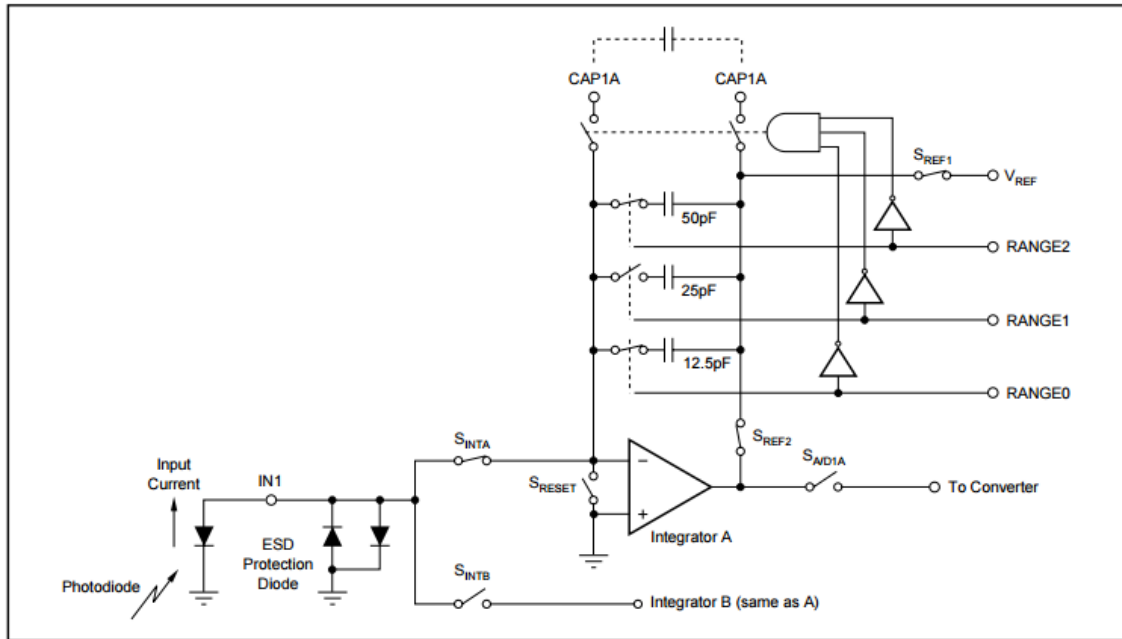 CAP1A
CAP1A
SREF1
VREF
50pF
RANGE2
25pF
RANGE1
12.5pF
RANGE0
SINTA
SREF2
SA/D1A
Input
Current
IN1
SRESET
−
+
To Converter
Integrator A
ESD
Protection
Diode
Photodiode
SINTB
Integrator B (same as A)